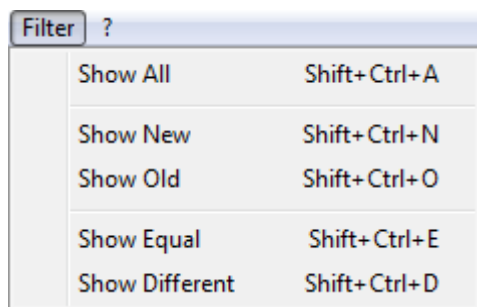 Filter ?
Show All Shift+Ctrl+A
Show New Shift+Ctrl+N
Show Old Shift+Ctrl+O
Show Equal Shift+Ctrl+E
Show Different Shift+Ctrl+D